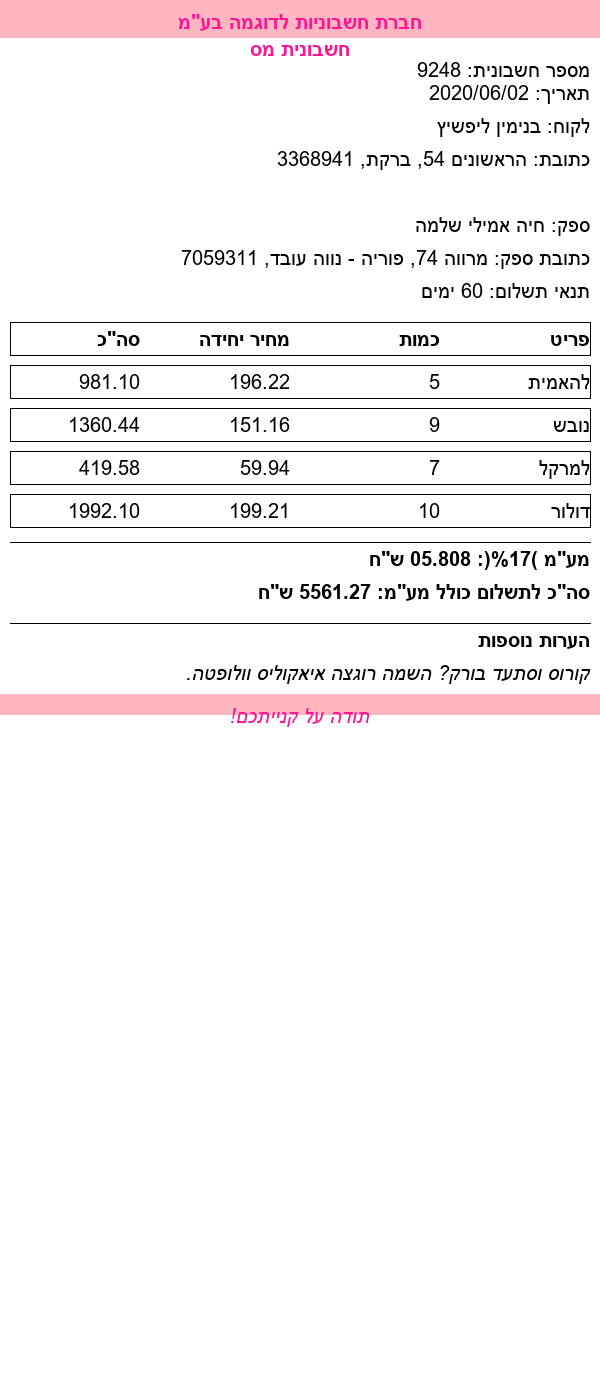 חברת חשבוניות לדוגמה בע"מ
חשבונית מס
מספר חשבונית: 9248
תאריך: 2020/06/02
לקוח: בנימין ליפשיץ
כתובת: הראשונים 54, ברקת, 3368941
ספק: חיה אמילי שלמה
כתובת ספק: מרווה 74, פוריה - נווה עובד, 7059311
תנאי תשלום: 60 ימים
פריט כמות מחיר יחידה סה"כ
להאמית 5 196.22 981.10
נובש 9 151.16 1360.44
למרקל 7 59.94 419.58
דולור 10 199.21 1992.10
מע"מ )17%(: 05.808 ש"ח
סה"כ לתשלום כולל מע"מ: 5561.27 ש"ח
הערות נוספות
קורוס וסתעד בורק? השמה רוגצה איאקוליס וולופטה.
תודה על קנייתכם!